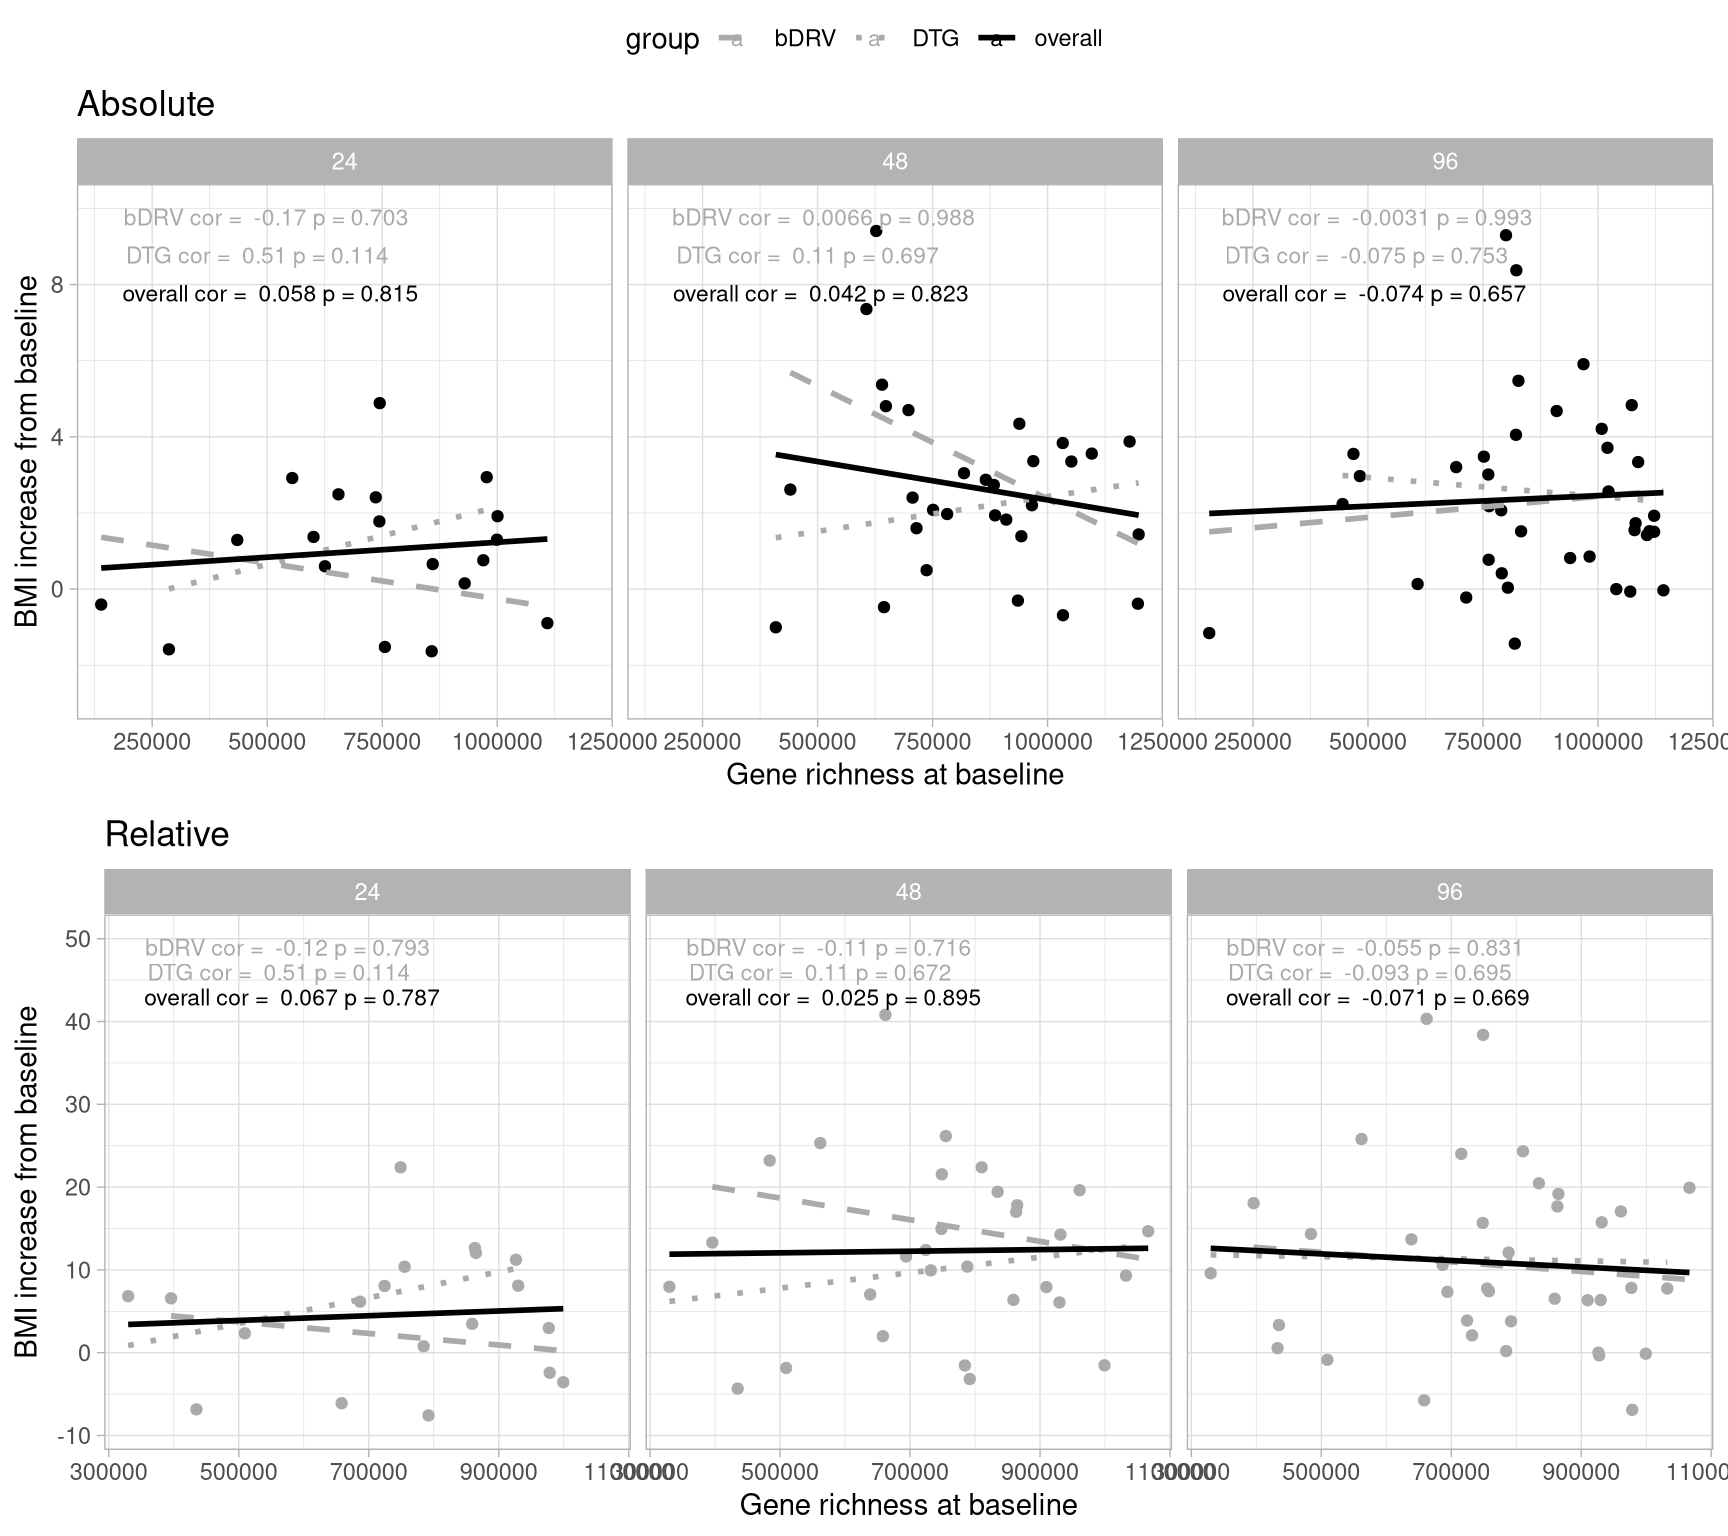 group a bDRV a DTG a overall
Absolute
24 48 96
bDRV cor = -0.17 p = 0.703 bDRV cor = 0.0066 p = 0.988 bDRV cor = -0.0031 p = 0.993
DTG cor = 0.51 p = 0.114 DTG cor = 0.11 p = 0.697 DTG cor = -0.075 p = 0.753
overall cor = 0.058 p = 0.815 overall cor = 0.042 p = 0.823 overall cor = -0.074 p = 0.657
8
4
0
BMI increase from baseline
250000 500000 750000 1000000 1250000 250000 500000 750000 1000000 1250000 250000 500000 750000 1000000 12500
Gene richness at baseline
Relative
24 48 96
bDRV cor = -0.12 p = 0.793 bDRV cor = -0.11 p = 0.716 bDRV cor = -0.055 p = 0.831
DTG cor = 0.51 p = 0.114 DTG cor = 0.11 p = 0.672 DTG cor = -0.093 p = 0.695
overall cor = 0.067 p = 0.787 overall cor = 0.025 p = 0.895 overall cor = -0.071 p = 0.669
50
40
30
20
10
0
-10
BMI increase from baseline
300000 500000 700000 900000 500000 700000 900000 500000 700000 900000 11000
Gene richness at baseline